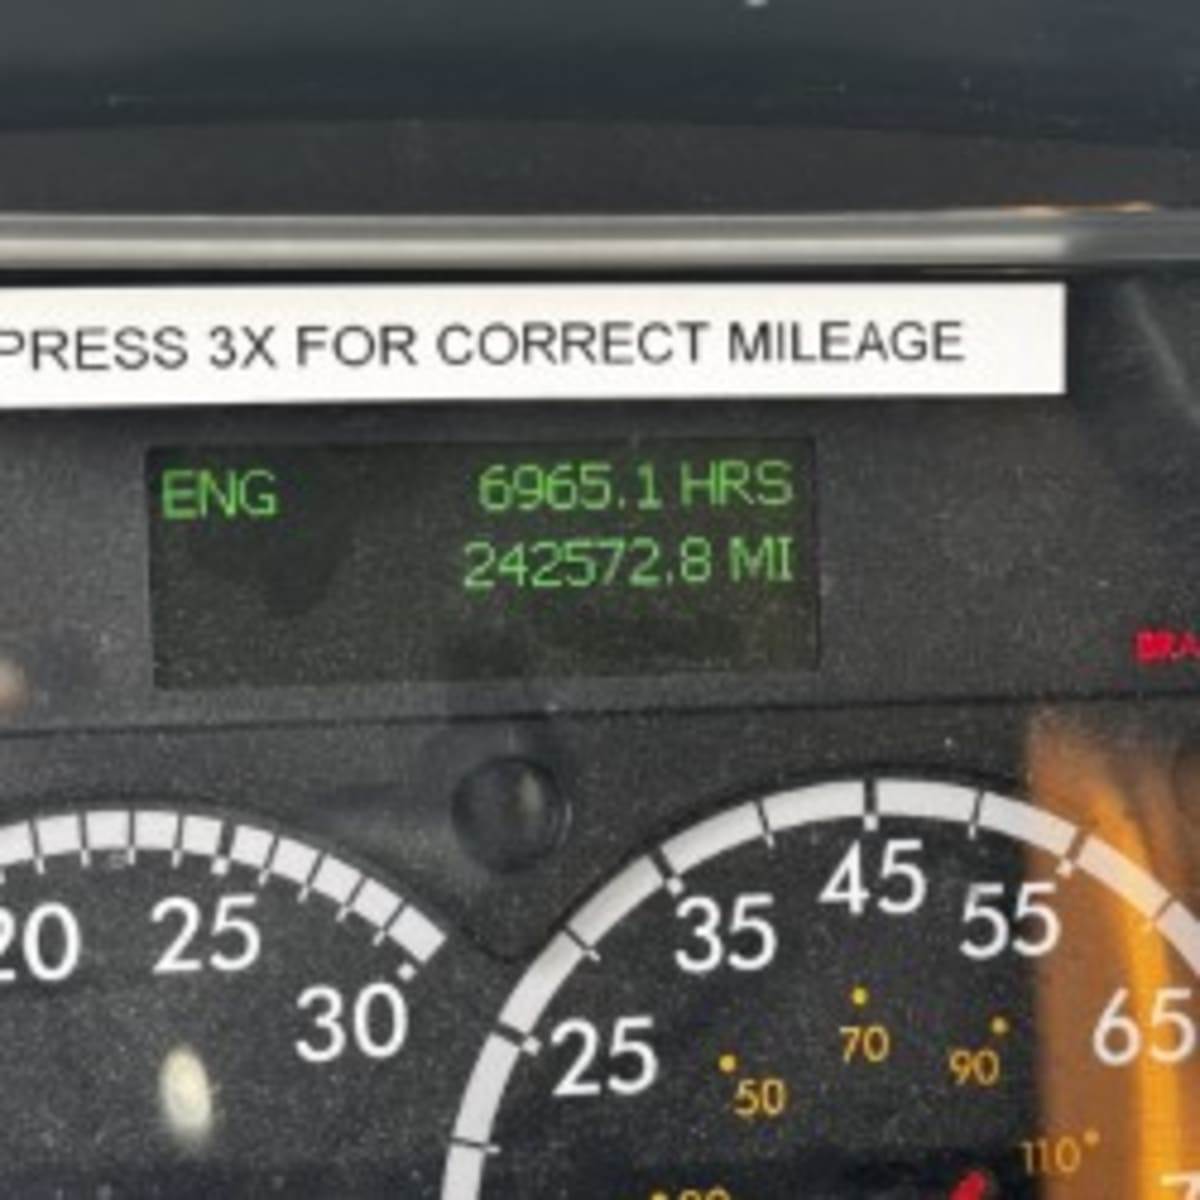 PRESS 3X FOR CORRECT MILEAGE
ENG 6965.1 HRS
242572.8 MI
20 25 30
25 35 45 55 65
50 70 90 110